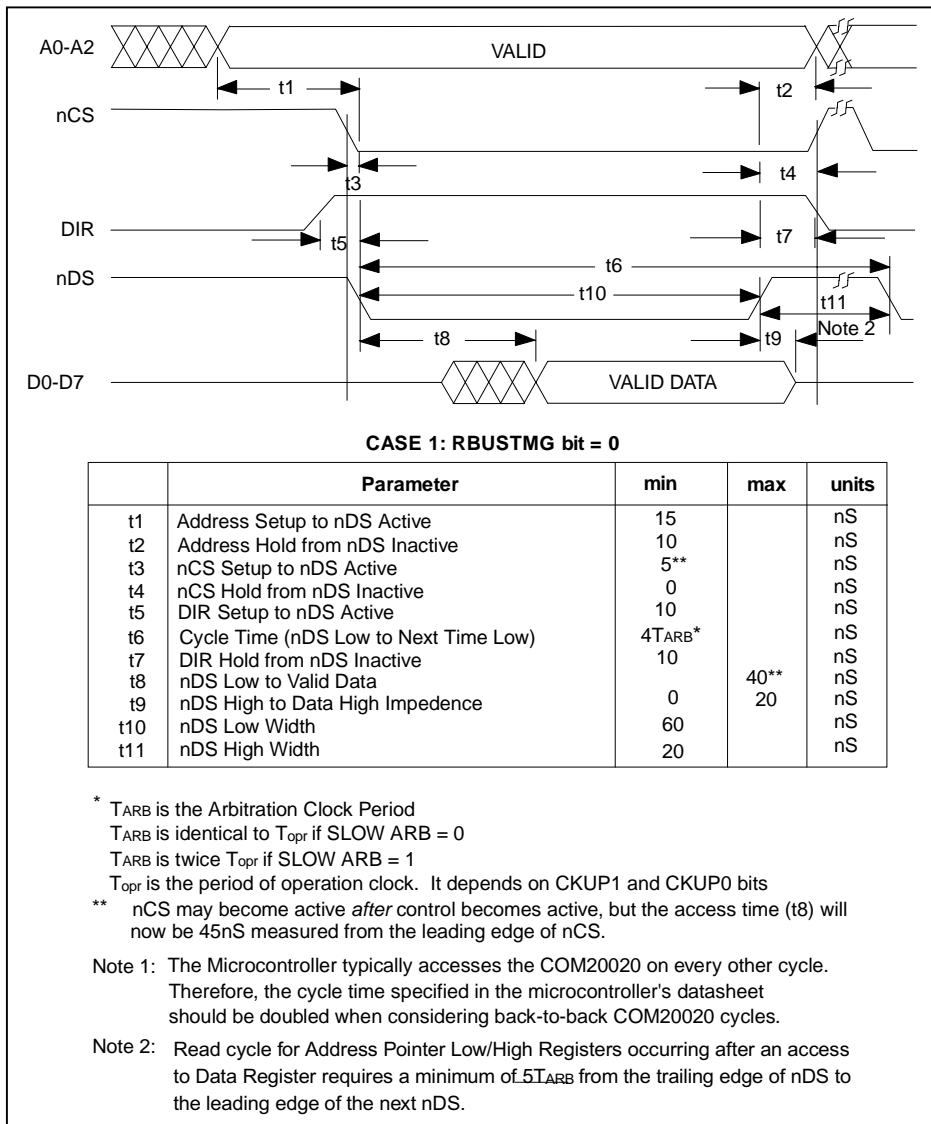 A0-A2 VALID
t1 t2
nCS
t3 t4
DIR
t5 t7
nDS t6
t10 t11
t8 t9 Note 2
D0-D7 VALID DATA
CASE 1: RBUSTMG bit = 0
Parameter min max units
t1 Address Setup to nDS Active 15 nS
t2 Address Hold from nDS Inactive 10 nS
t3 nCS Setup to nDS Active 5** nS
t4 nCS Hold from nDS Inactive 0 nS
t5 DIR Setup to nDS Active 10 nS
t6 Cycle Time (nDS Low to Next Time Low) 4TARB* nS
t7 DIR Hold from nDS Inactive 10 nS
t8 nDS Low to Valid Data 40** nS
t9 nDS High to Data High Impedence 0 20 nS
t10 nDS Low Width 60 nS
t11 nDS High Width 20 nS
* TARB is the Arbitration Clock Period
TARB is identical to Topr if SLOW ARB = 0
TARB is twice Topr if SLOW ARB = 1
Topr is the period of operation clock. It depends on CKUP1 and CKUP0 bits
** nCS may become active after control becomes active, but the access time (t8) will
now be 45nS measured from the leading edge of nCS.
Note 1: The Microcontroller typically accesses the COM20020 on every other cycle.
Therefore, the cycle time specified in the microcontroller's datasheet
should be doubled when considering back-to-back COM20020 cycles.
Note 2: Read cycle for Address Pointer Low/High Registers occurring after an access
to Data Register requires a minimum of 5TARB from the trailing edge of nDS to
the leading edge of the next nDS.